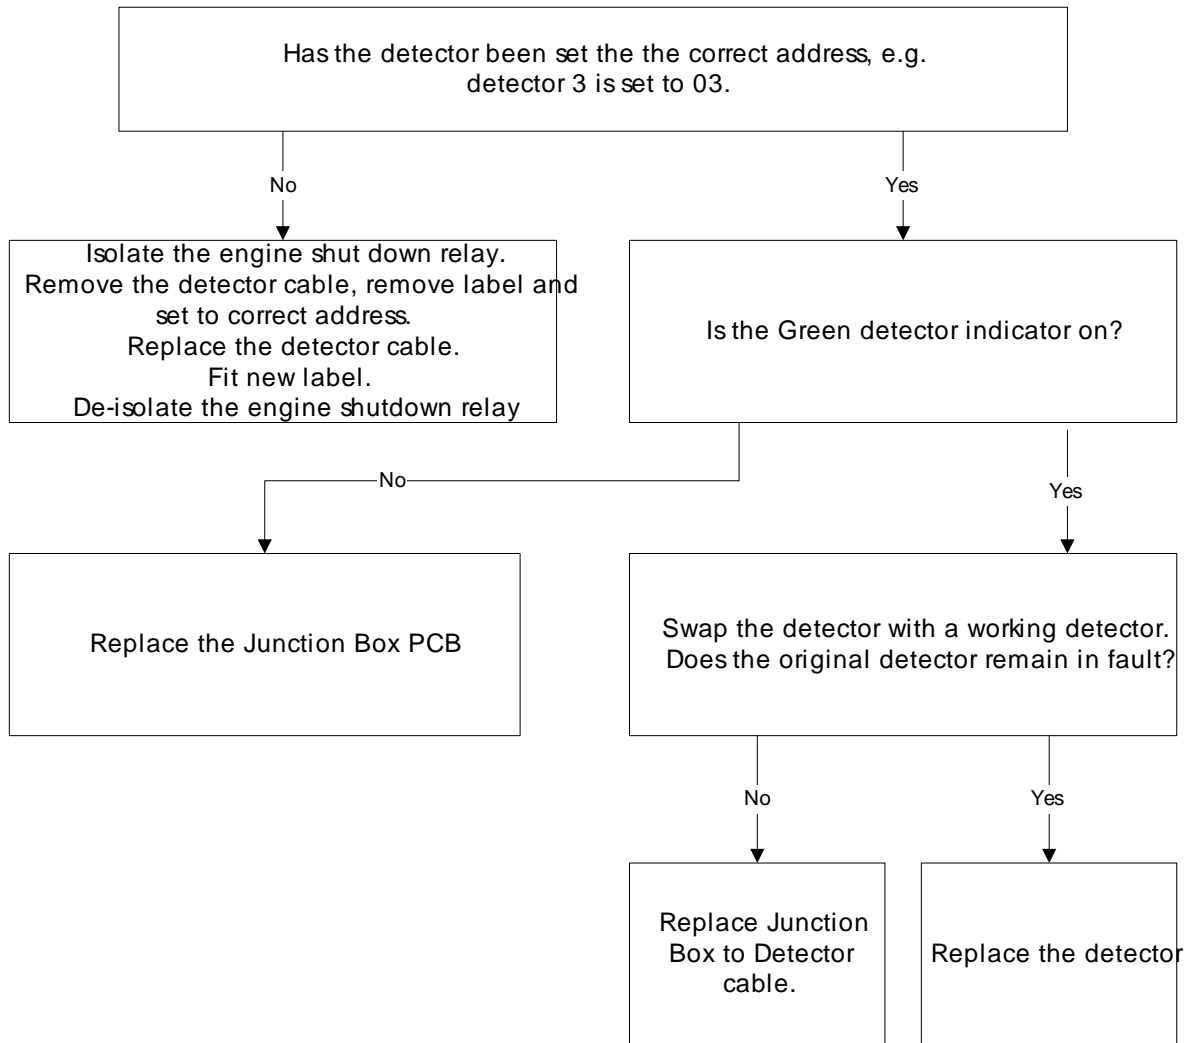 Has the detector been set the the correct address, e.g.
detector 3 is set to 03.
No
Yes
Isolate the engine shut down relay.
Remove the detector cable, remove label and
set to correct address.
Replace the detector cable.
Fit new label.
De-isolate the engine shutdown relay
Is the Green detector indicator on?
No
Yes
Replace the Junction Box PCB
Swap the detector with a working detector.
Does the original detector remain in fault?
No
Yes
Replace Junction
Box to Detector
cable.
Replace the detector